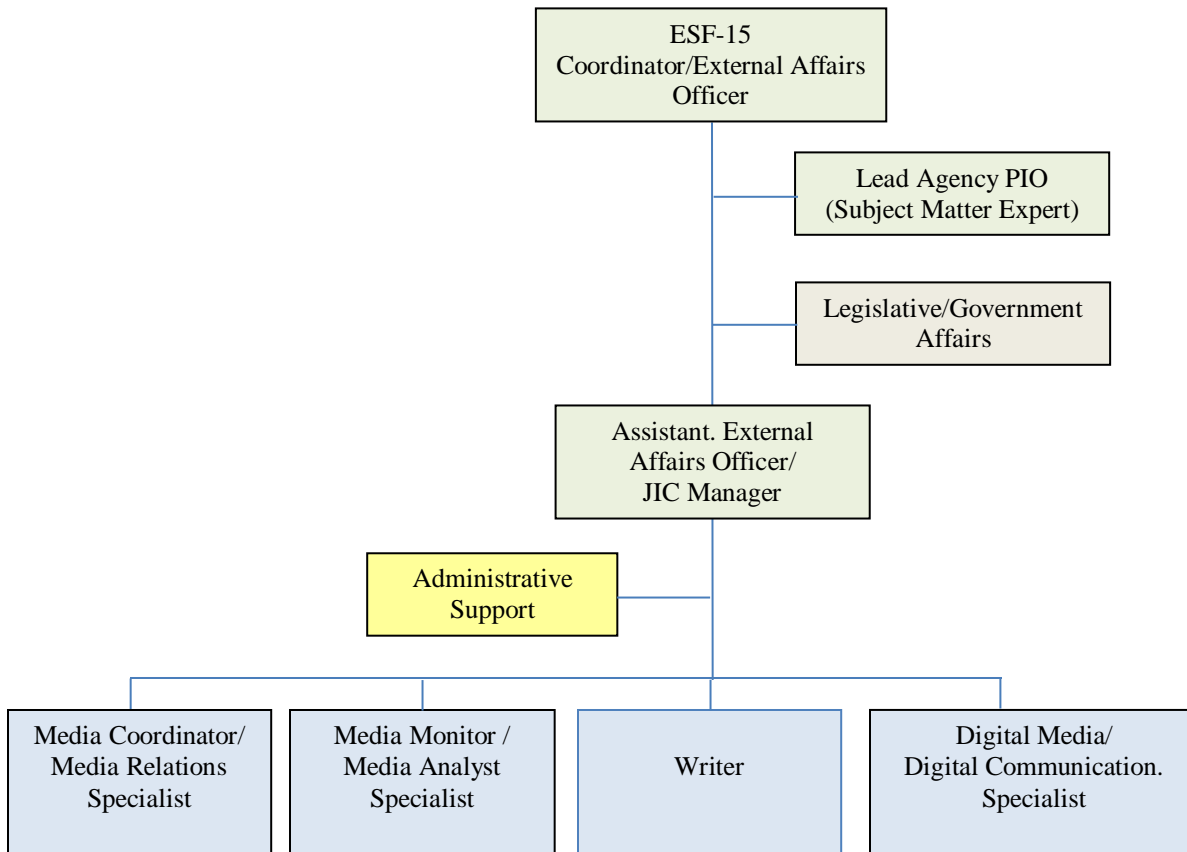 ESF-15
Coordinator/External Affairs
Officer
Lead Agency PIO
(Subject Matter Expert)
Legislative/Government
Affairs
Assistant. External
Affairs Officer/
JIC Manager
Administrative
Support
Media Coordinator/
Media Relations
Specialist
Media Monitor /
Media Analyst
Specialist
Writer
Digital Media/
Digital Communication.
Specialist